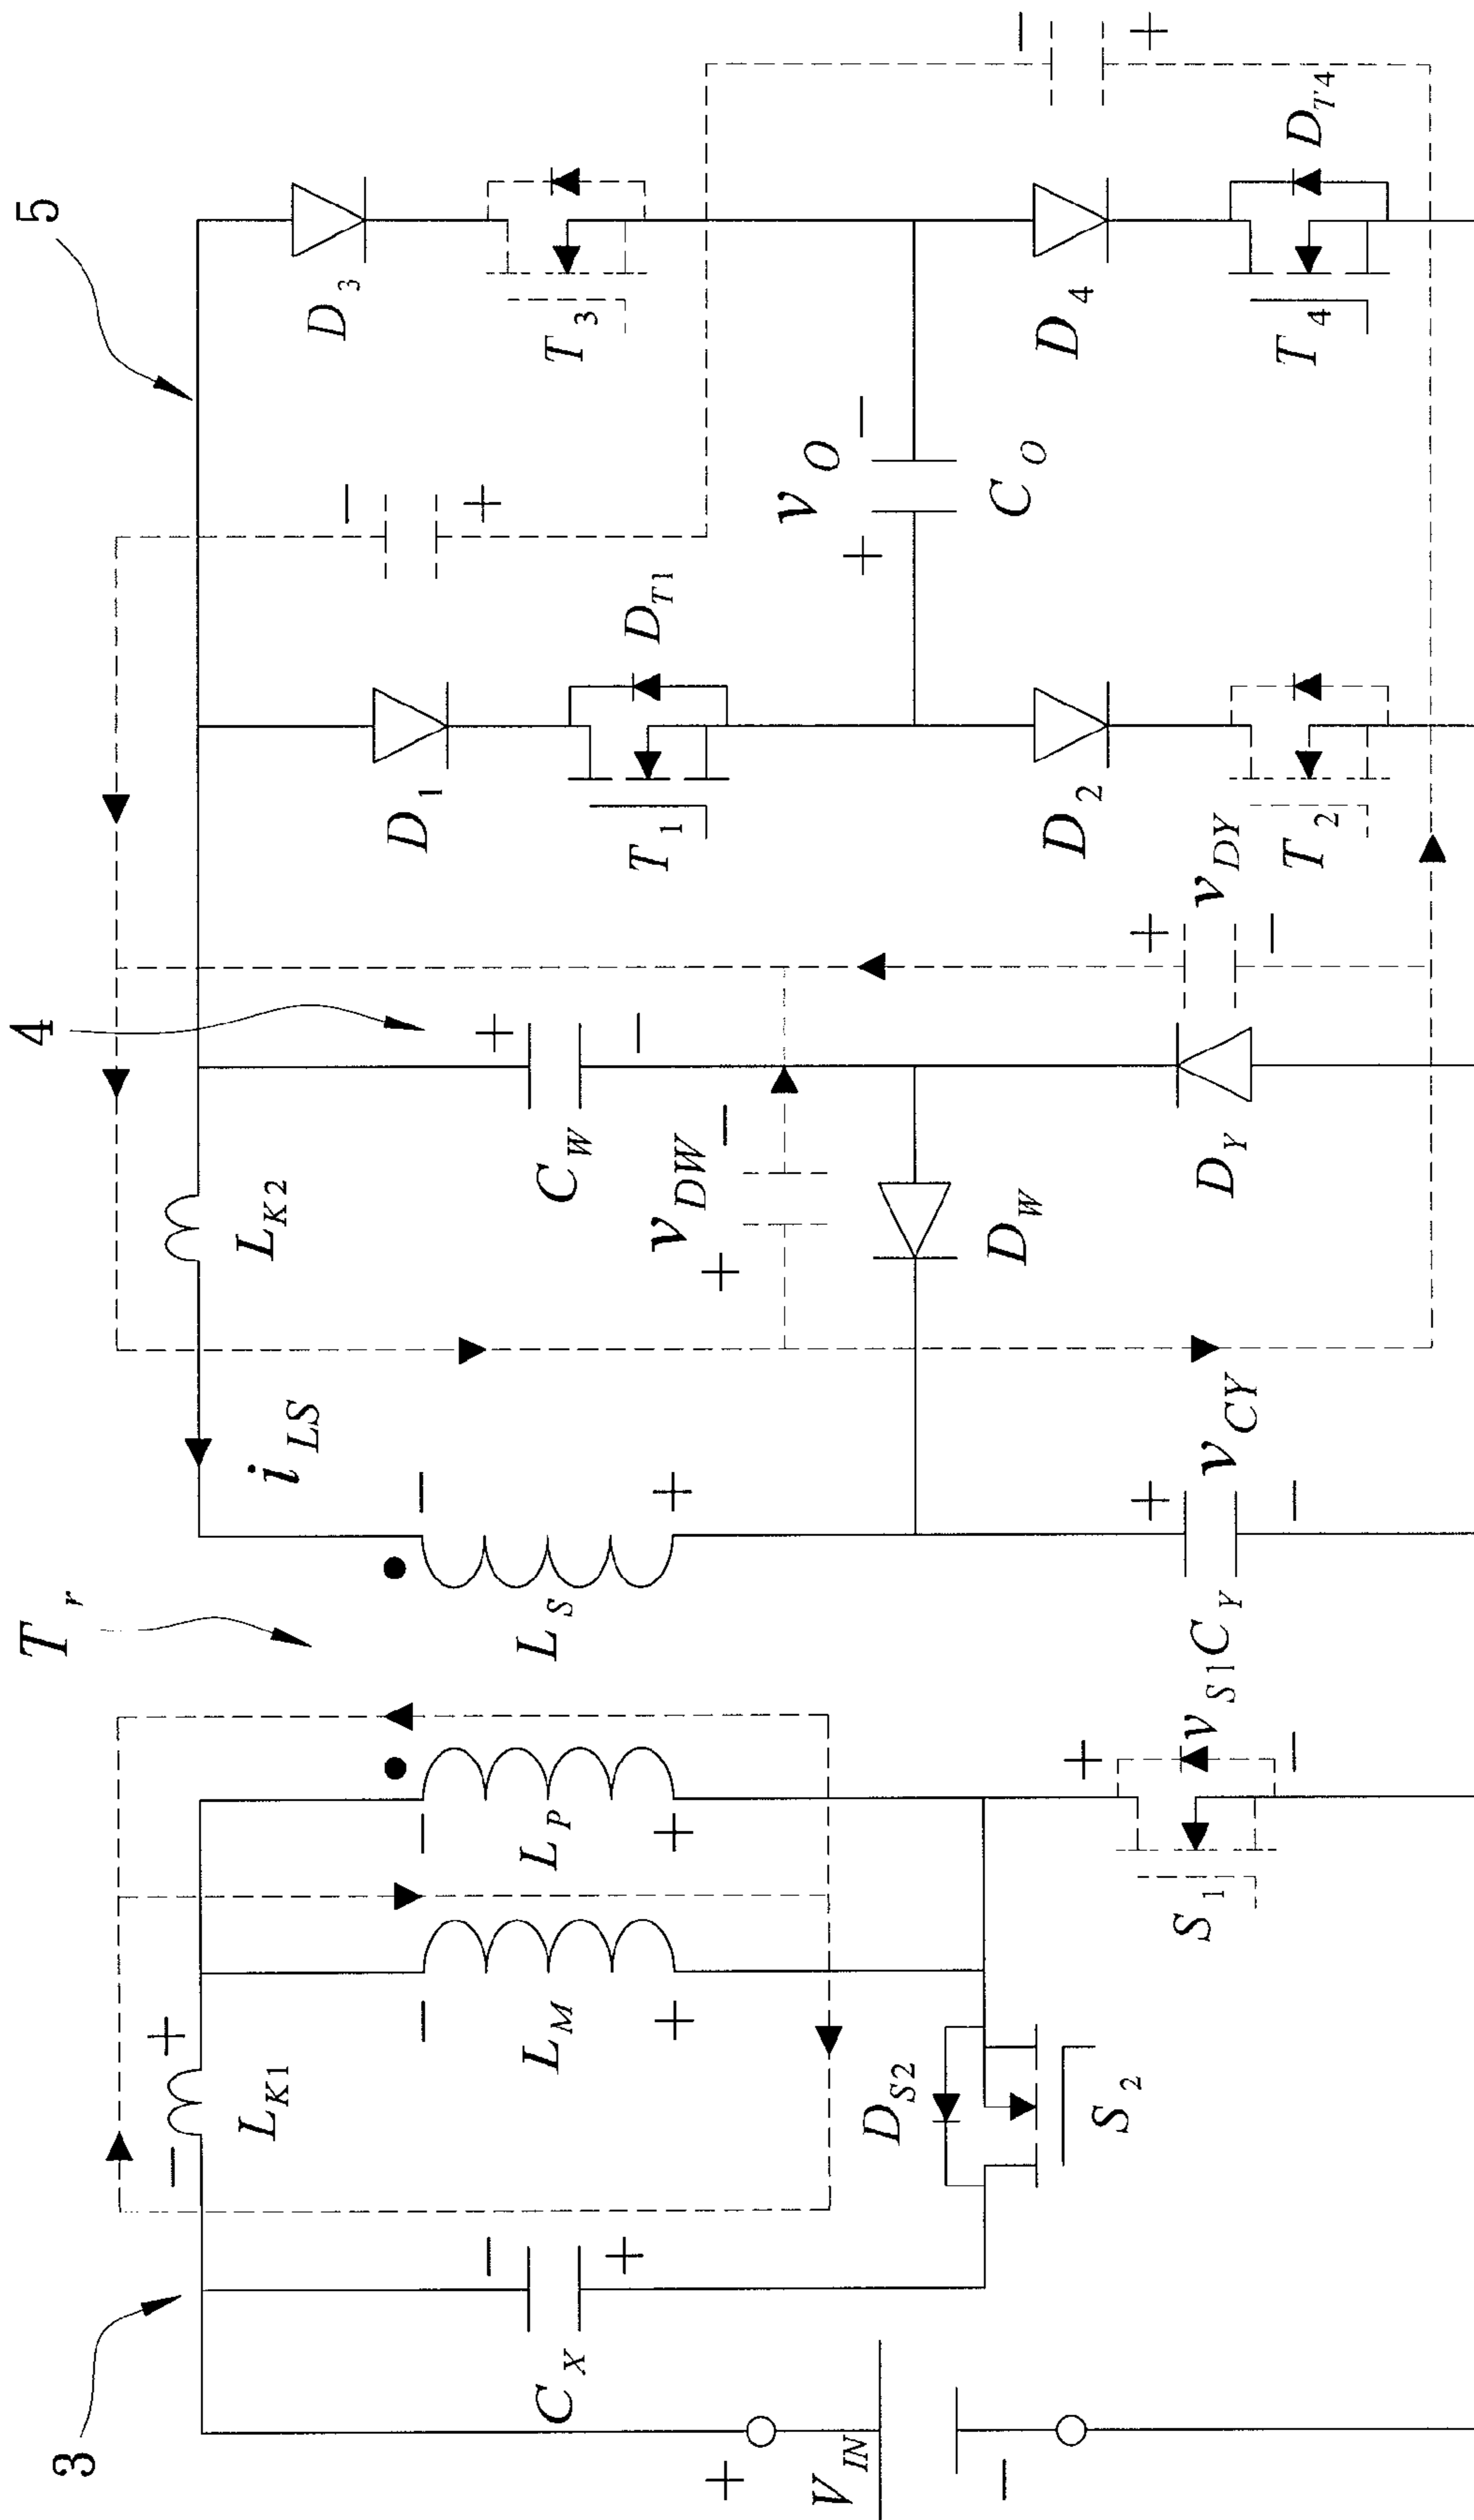 3
T r
4
5
V IN
+
−
C X
−
+
L K1
−
+
L M
−
+
L P
−
+
D S2
S 2
S 1
v S1
+
−
L S
−
+
i LS
L K2
C Y
v CY
+
−
C W
+
−
v DW
+
−
D W
D Y
v DY
+
−
D 1
T 1
D T1
D 2
T 2
−
+
v O
+
−
C O
D 3
T 3
D 4
T 4
D T4
−
+